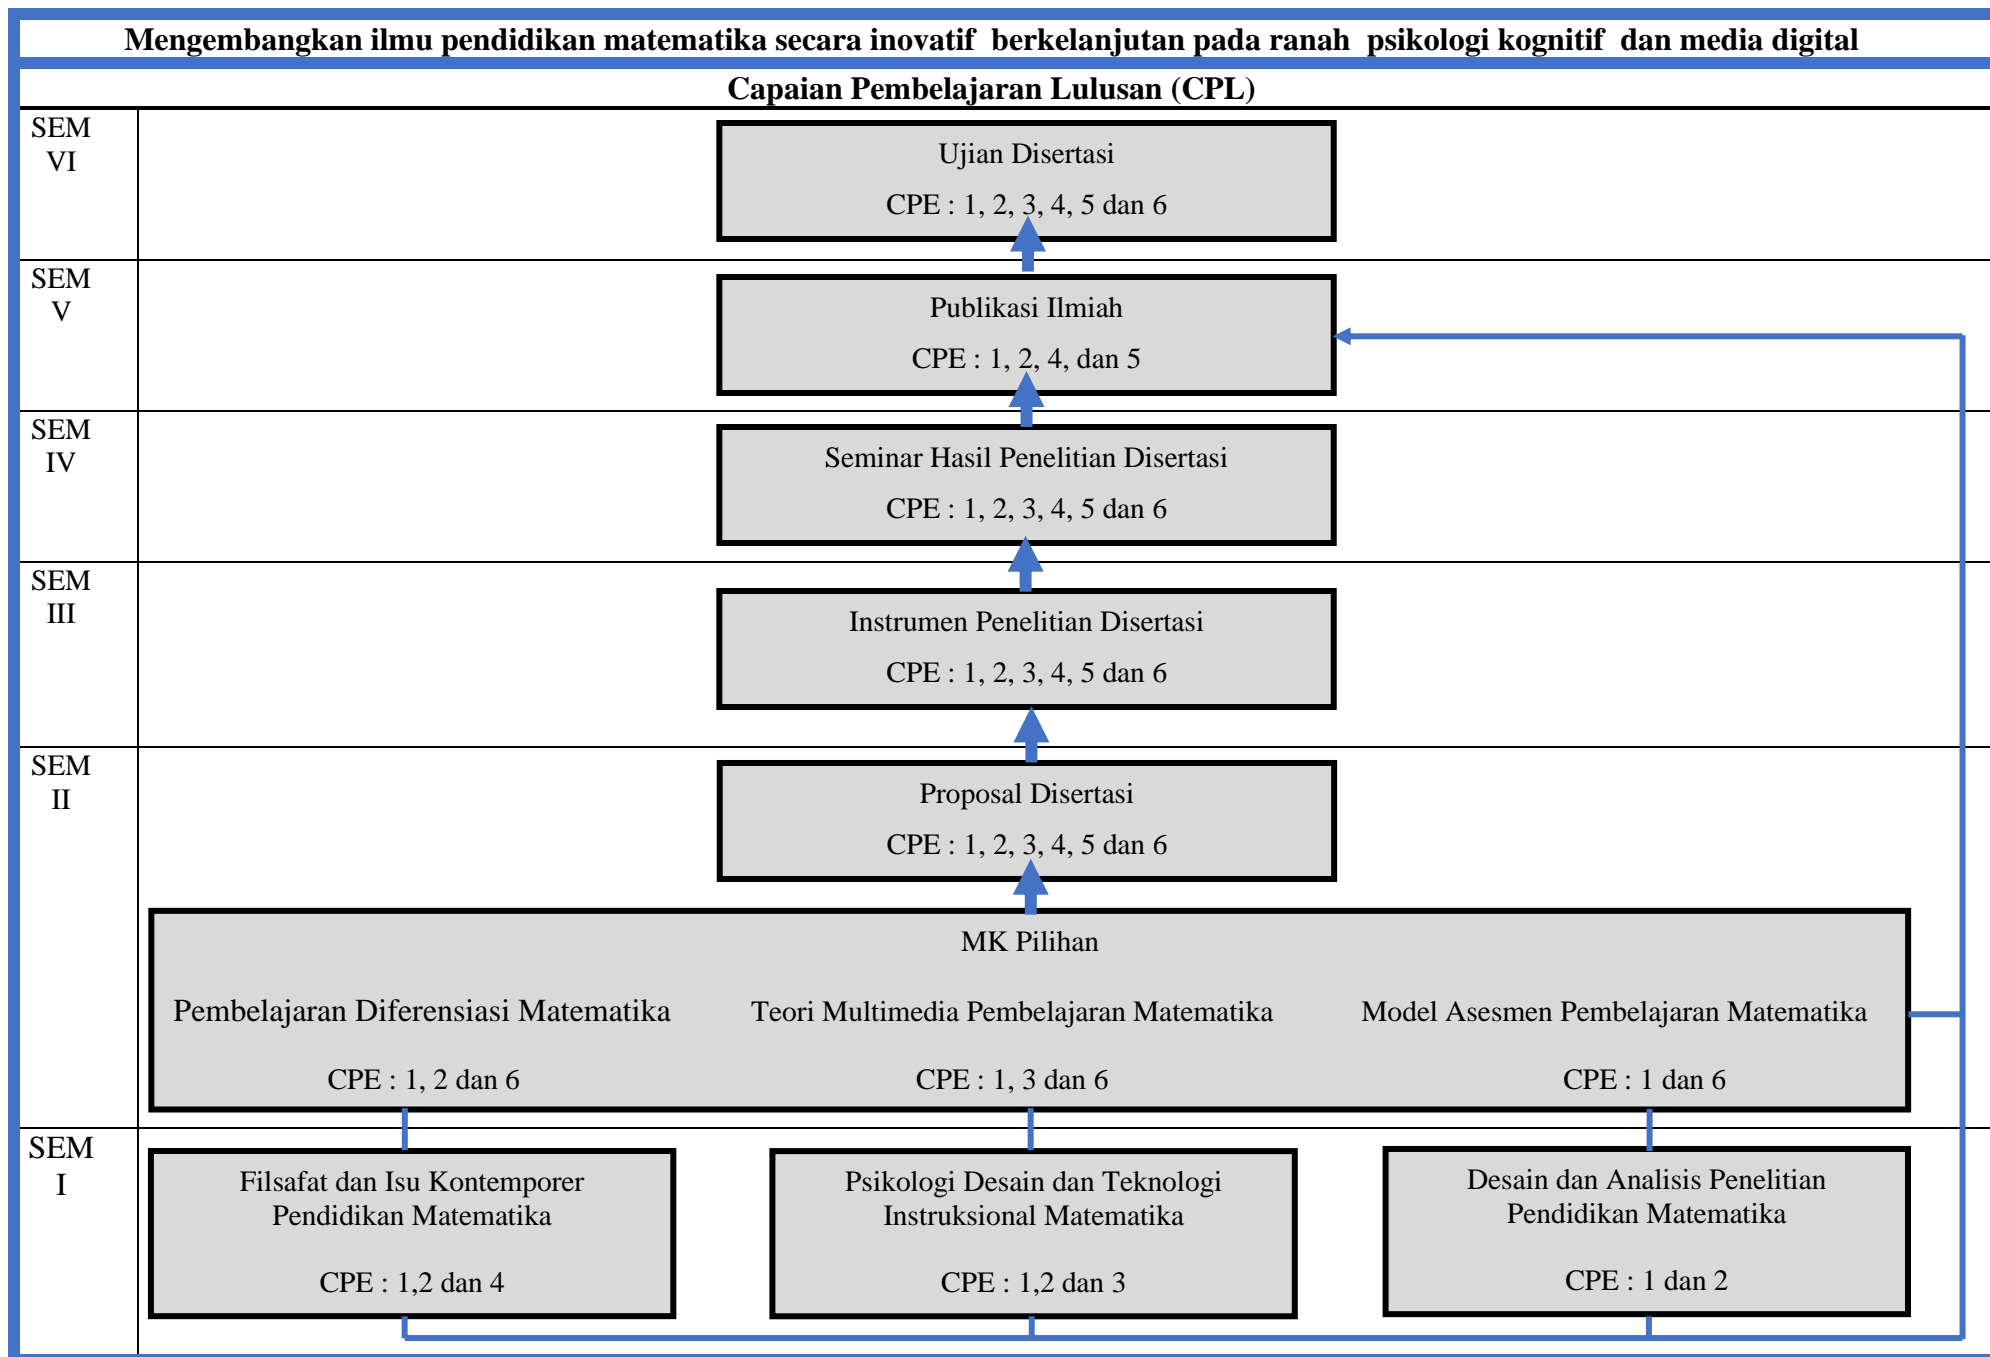 Mengembangkan ilmu pendidikan matematika secara inovatif berkelanjutan pada ranah psikologi kognitif dan media digital
Capaian Pembelajaran Lulusan (CPL)
SEM
VI
Ujian Disertasi
CPE : 1, 2, 3, 4, 5 dan 6
SEM
V
Publikasi Ilmiah
CPE : 1, 2, 4, dan 5
SEM
IV
Seminar Hasil Penelitian Disertasi
CPE : 1, 2, 3, 4, 5 dan 6
SEM
III
Instrumen Penelitian Disertasi
CPE : 1, 2, 3, 4, 5 dan 6
SEM
II
Proposal Disertasi
CPE : 1, 2, 3, 4, 5 dan 6
MK Pilihan
Pembelajaran Diferensiasi Matematika
CPE : 1, 2 dan 6
Teori Multimedia Pembelajaran Matematika
CPE : 1, 3 dan 6
Model Asesmen Pembelajaran Matematika
CPE : 1 dan 6
SEM
I
Filsafat dan Isu Kontemporer
Pendidikan Matematika
CPE : 1,2 dan 4
Psikologi Desain dan Teknologi
Instruksional Matematika
CPE : 1,2 dan 3
Desain dan Analisis Penelitian
Pendidikan Matematika
CPE : 1 dan 2